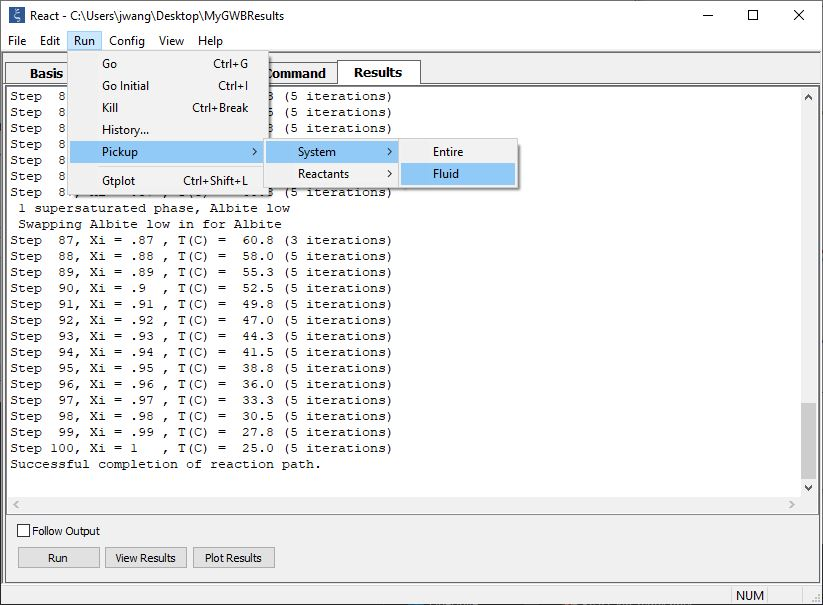 React - C:\Users\jwang\Desktop\MyGWBResults
File Edit Run Config View Help
Basis Command Results
Go Ctrl+G
Go Initial Ctrl+I
Kill Ctrl+Break
History...
Pickup
Gtplot Ctrl+Shift+L
System
Reactants
Entire
Fluid
Step 8 (5 iterations)
Step 8 (5 iterations)
Step 8 (5 iterations)
Step 8
Step 8
Step 8
Step 8 (5 iterations)
1 supersaturated phase, Albite low
Swapping Albite low in for Albite
Step 87, Xi = .87 , T(C) = 60.8 (3 iterations)
Step 88, Xi = .88 , T(C) = 58.0 (5 iterations)
Step 89, Xi = .89 , T(C) = 55.3 (5 iterations)
Step 90, Xi = .9 , T(C) = 52.5 (5 iterations)
Step 91, Xi = .91 , T(C) = 49.8 (5 iterations)
Step 92, Xi = .92 , T(C) = 47.0 (5 iterations)
Step 93, Xi = .93 , T(C) = 44.3 (5 iterations)
Step 94, Xi = .94 , T(C) = 41.5 (5 iterations)
Step 95, Xi = .95 , T(C) = 38.8 (5 iterations)
Step 96, Xi = .96 , T(C) = 36.0 (5 iterations)
Step 97, Xi = .97 , T(C) = 33.3 (5 iterations)
Step 98, Xi = .98 , T(C) = 30.5 (5 iterations)
Step 99, Xi = .99 , T(C) = 27.8 (5 iterations)
Step 100, Xi = 1 , T(C) = 25.0 (5 iterations)
Successful completion of reaction path.
Follow Output
Run View Results Plot Results
NUM